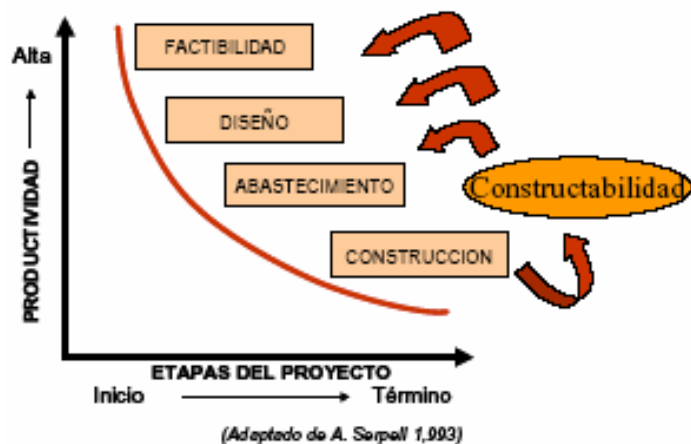 Alta
FACTIBILIDAD
DISEÑO
ABASTECIMIENTO
Constructabilidad
CONSTRUCCION
PRODUCTIVIDAD
ETAPAS DEL PROYECTO
Inicio
Término
(Adaptado de A. Serpell 1,993)